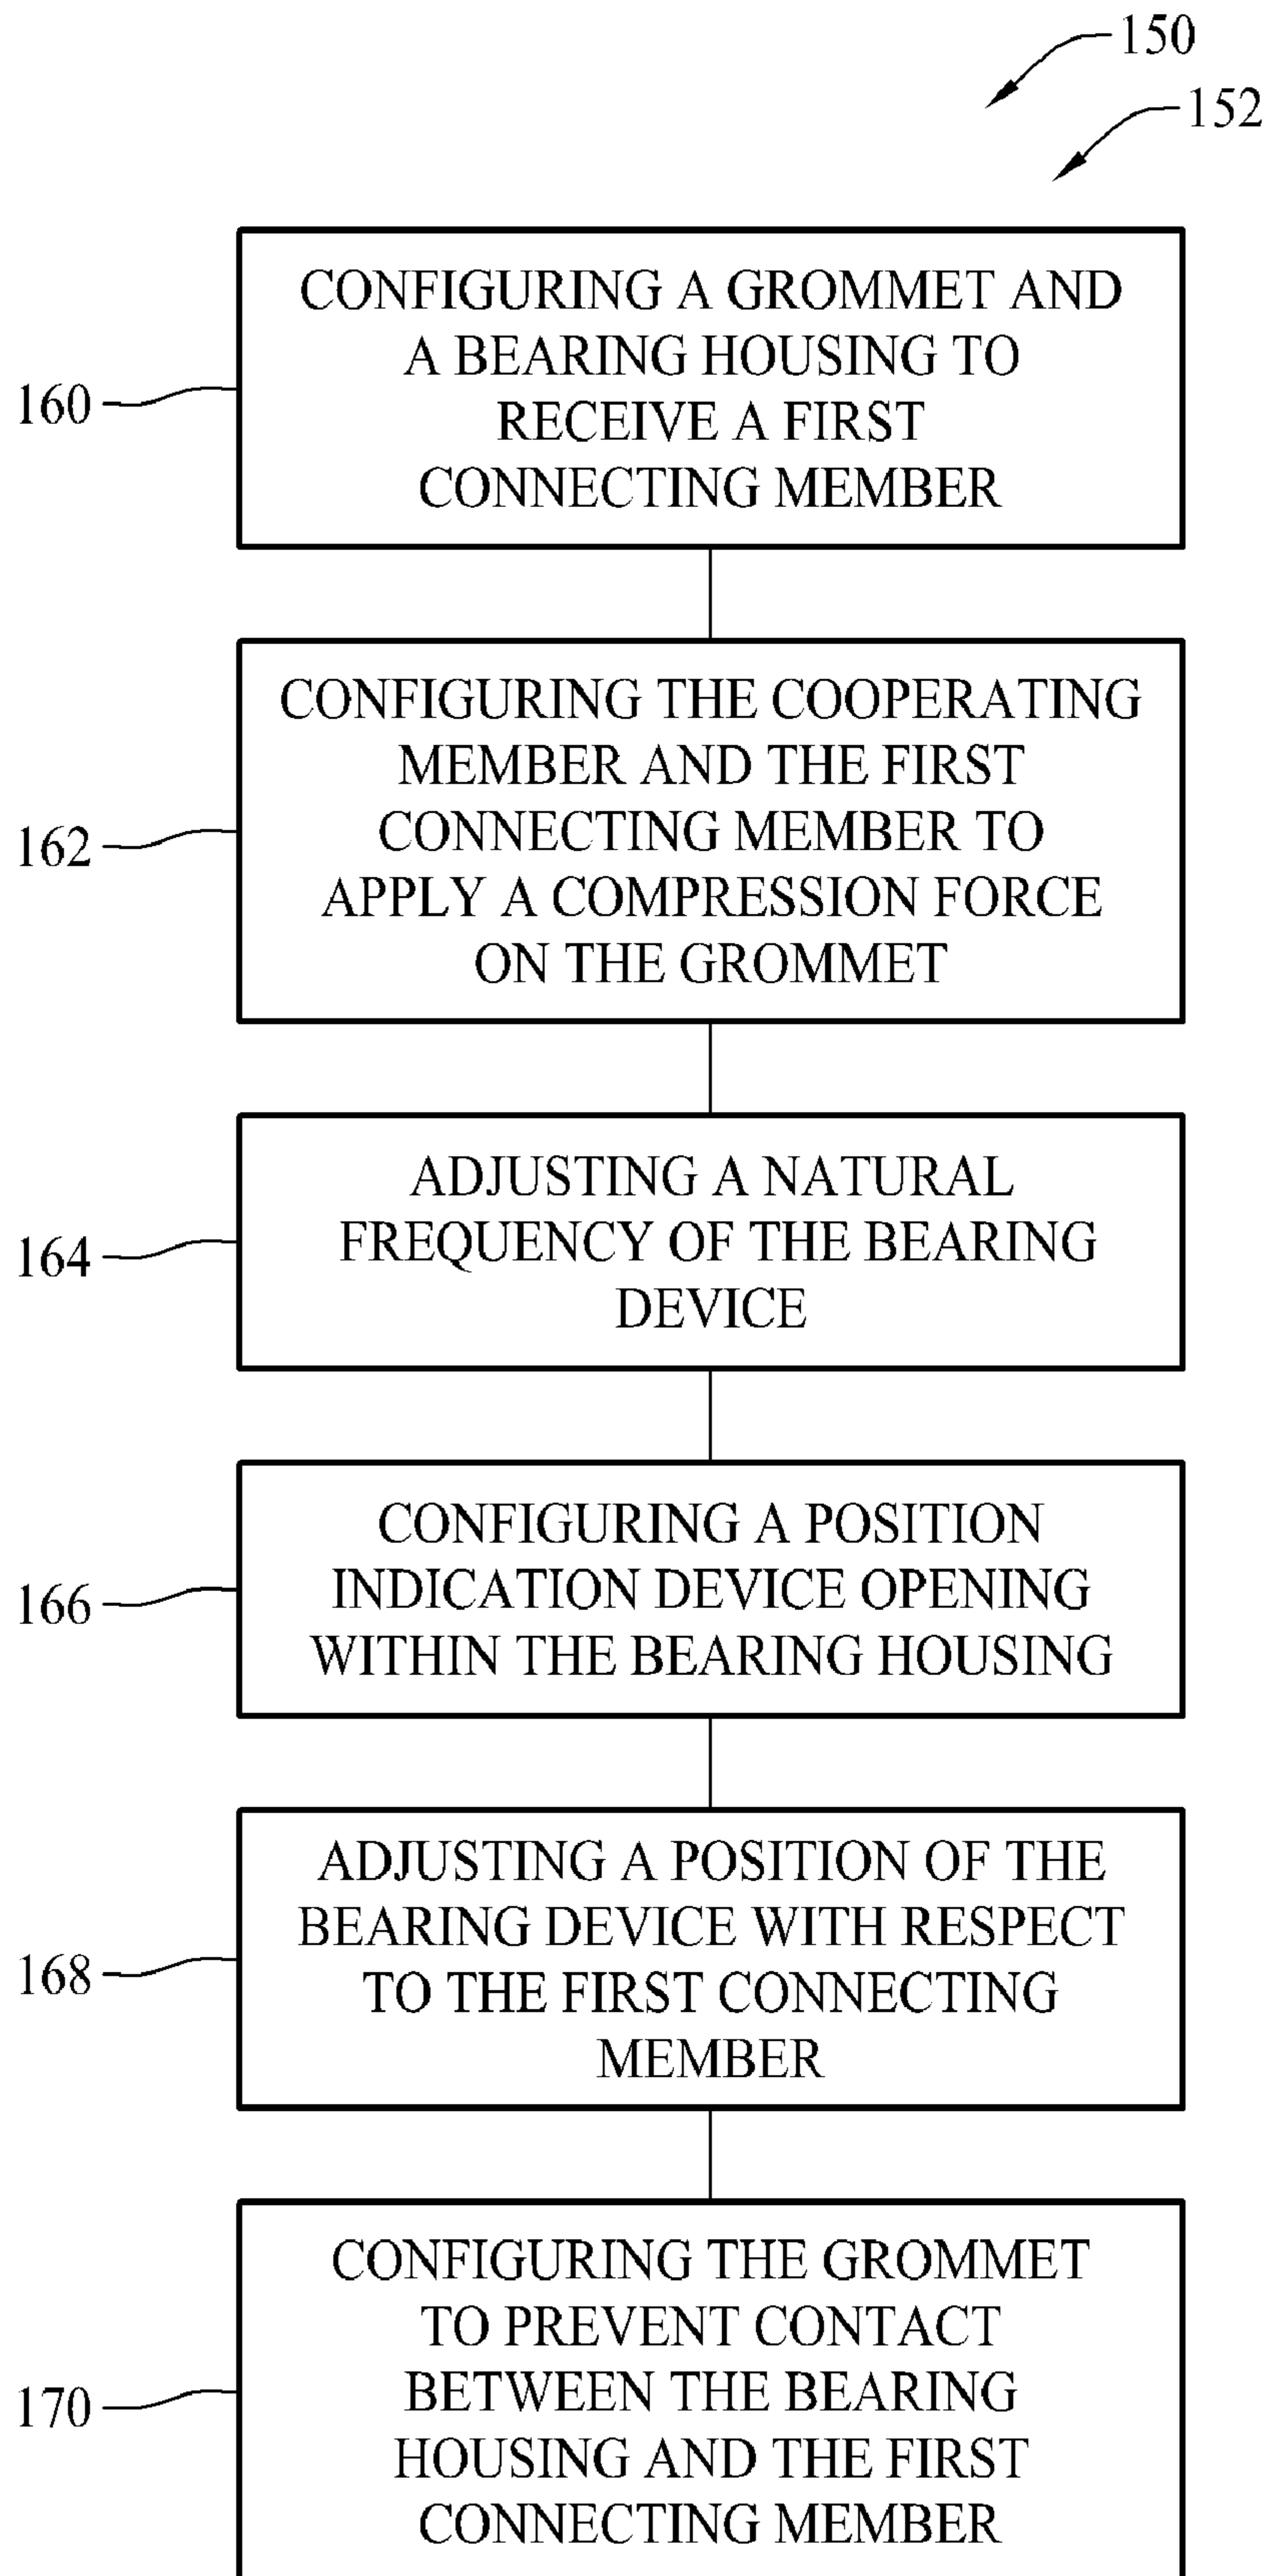 150
152
CONFIGURING A GROMMET AND
A BEARING HOUSING TO
RECEIVE A FIRST
CONNECTING MEMBER
160
CONFIGURING THE COOPERATING
MEMBER AND THE FIRST
CONNECTING MEMBER TO
APPLY A COMPRESSION FORCE
ON THE GROMMET
162
ADJUSTING A NATURAL
FREQUENCY OF THE BEARING
DEVICE
164
CONFIGURING A POSITION
INDICATION DEVICE OPENING
WITHIN THE BEARING HOUSING
166
ADJUSTING A POSITION OF THE
BEARING DEVICE WITH RESPECT
TO THE FIRST CONNECTING
MEMBER
168
CONFIGURING THE GROMMET
TO PREVENT CONTACT
BETWEEN THE BEARING
HOUSING AND THE FIRST
CONNECTING MEMBER
170